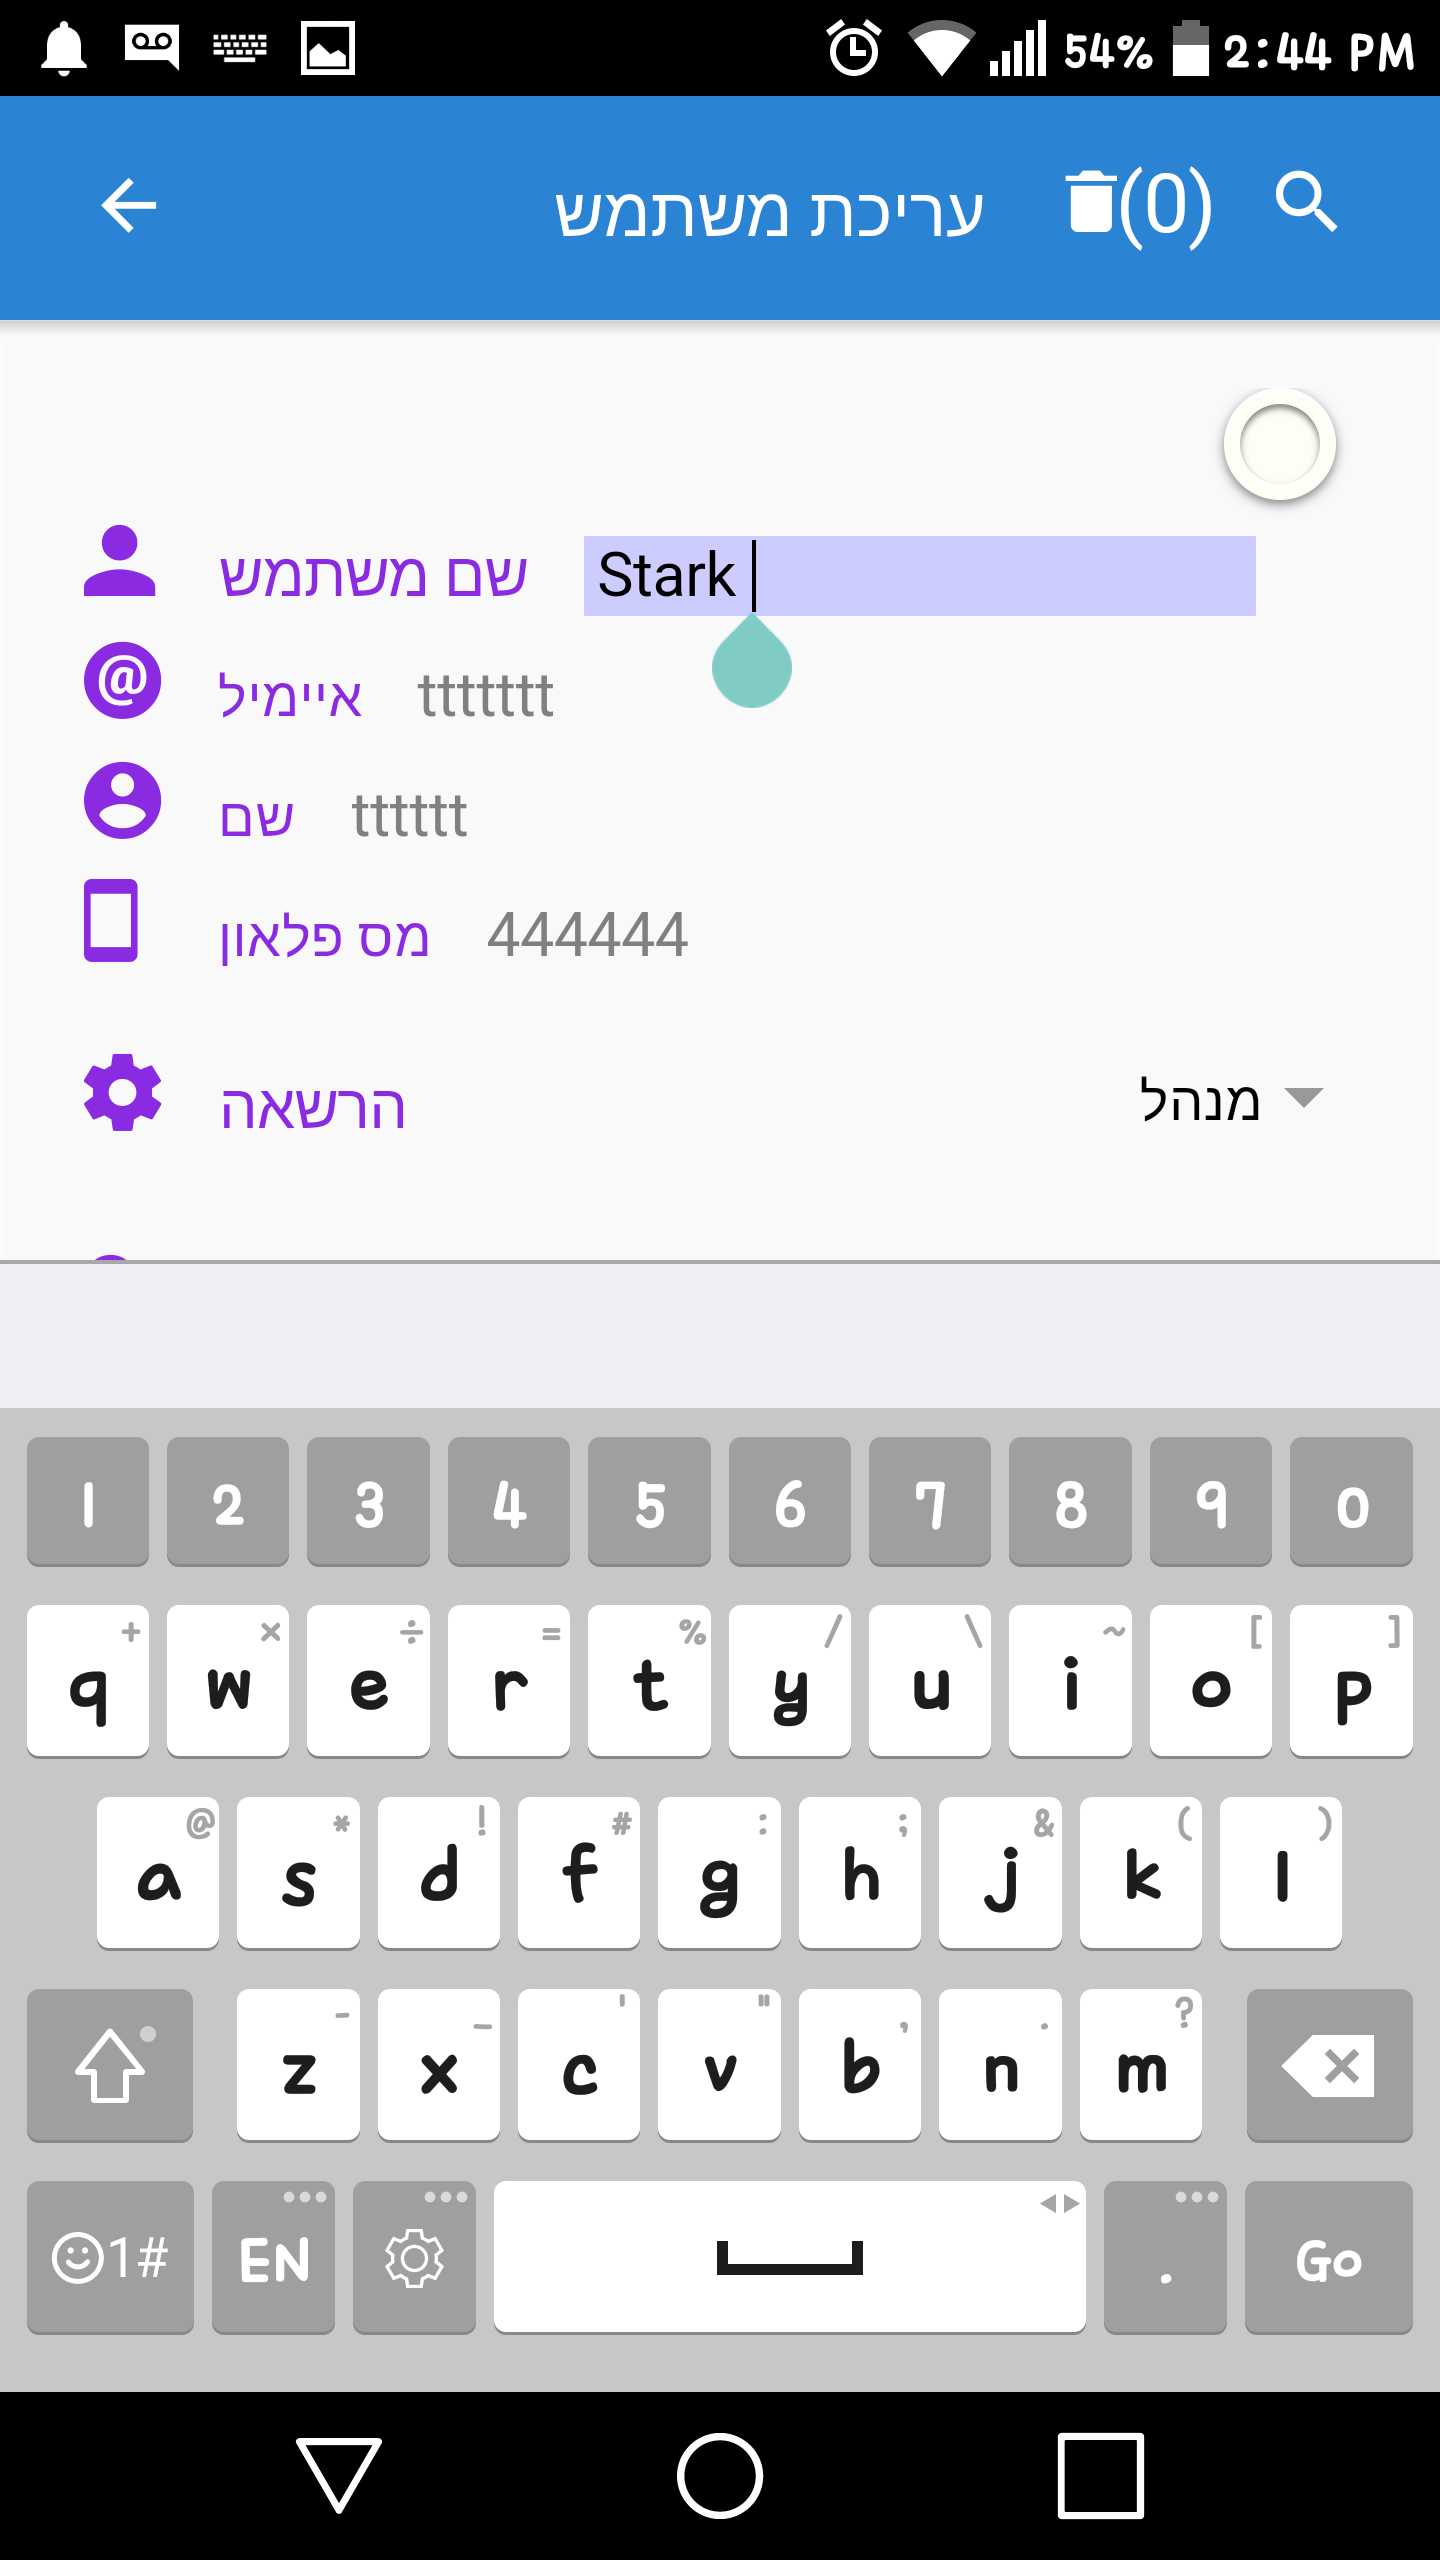 54% 2:44 PM
עריכת משתמש (0)
שם משתמש Stark
@ איימיל ttttttt
שם tttttt
מס פלאון 444444
הרשאה מנהל
1 2 3 4 5 6 7 8 9 0
+ × ÷ = % / \ ~ [ ]
q w e r t y u i o p
@ * ! # : ; & ( )
a s d f g h j k l
- _ ' " , . ?
z x c v b n m
1# EN . Go